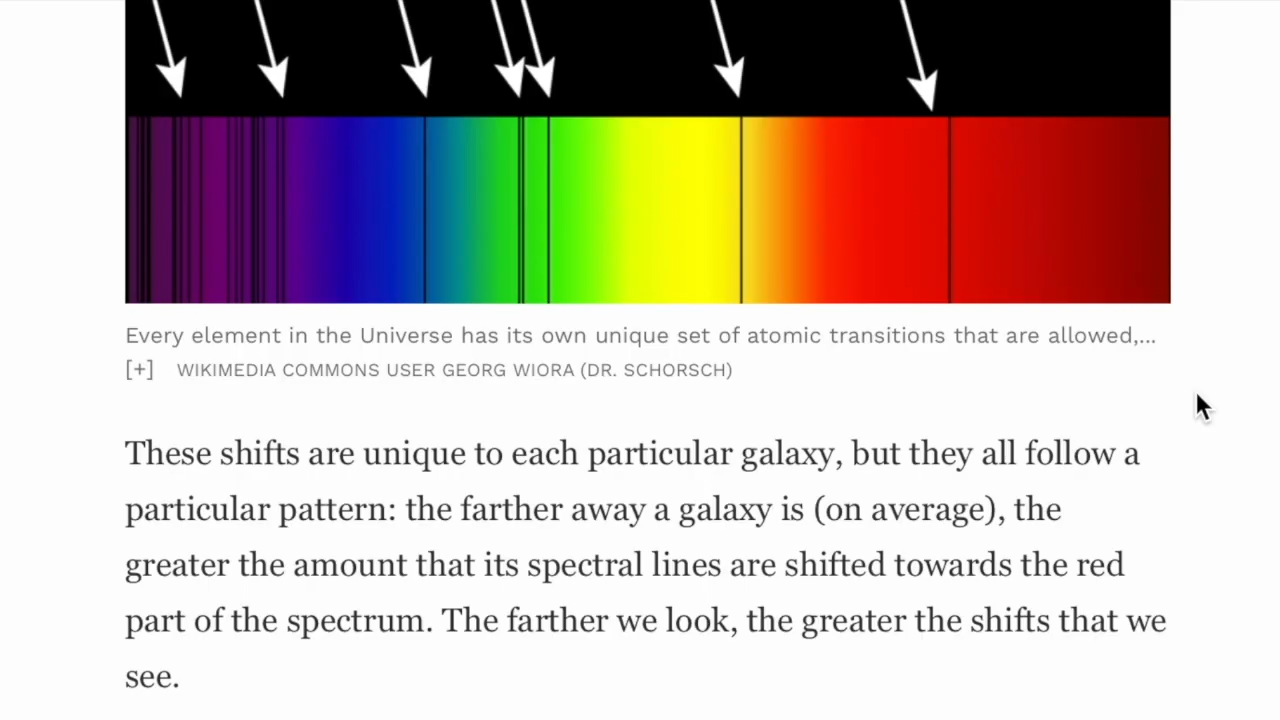 Every element in the Universe has its own unique set of atomic transitions that are allowed,...
[+] WIKIMEDIA COMMONS USER GEORG WIORA (DR. SCHORSCH)
These shifts are unique to each particular galaxy, but they all follow a
particular pattern: the farther away a galaxy is (on average), the
greater the amount that its spectral lines are shifted towards the red
part of the spectrum. The farther we look, the greater the shifts that we
see.